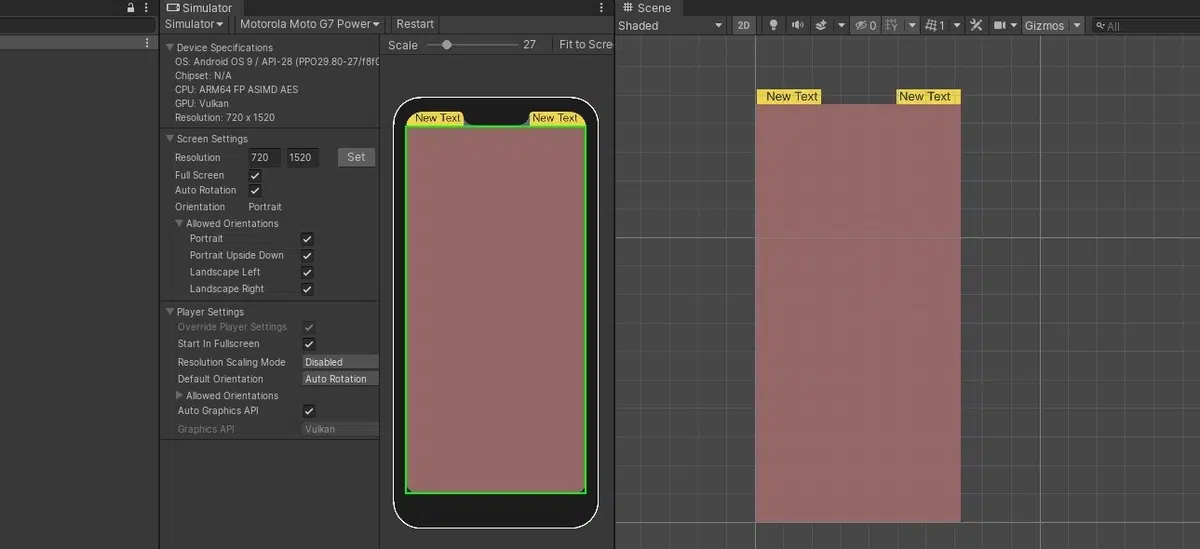 Simulator
Simulator Motorola Moto G7 Power Restart
Scale 27 Fit to Scre
Device Specifications
OS: Android OS 9 / API-28 (PPO29.80-27/f8f0
Chipset: N/A
CPU: ARM64 FP ASIMD AES
GPU: Vulkan
Resolution: 720 x 1520
Screen Settings
Resolution 720 1520 Set
Full Screen
Auto Rotation
Orientation Portrait
Allowed Orientations
Portrait
Portrait Upside Down
Landscape Left
Landscape Right
Player Settings
Override Player Settings
Start In Fullscreen
Resolution Scaling Mode Disabled
Default Orientation Auto Rotation
Allowed Orientations
Auto Graphics API
Graphics API Vulkan
New Text New Text
Scene
Shaded 2D 0 1 Gizmos All
New Text New Text